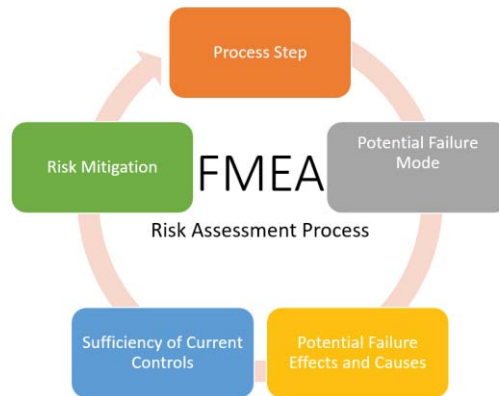 Process Step
Potential Failure
Mode
Potential Failure
Effects and Causes
Sufficiency of Current
Controls
Risk Mitigation
FMEA
Risk Assessment Process